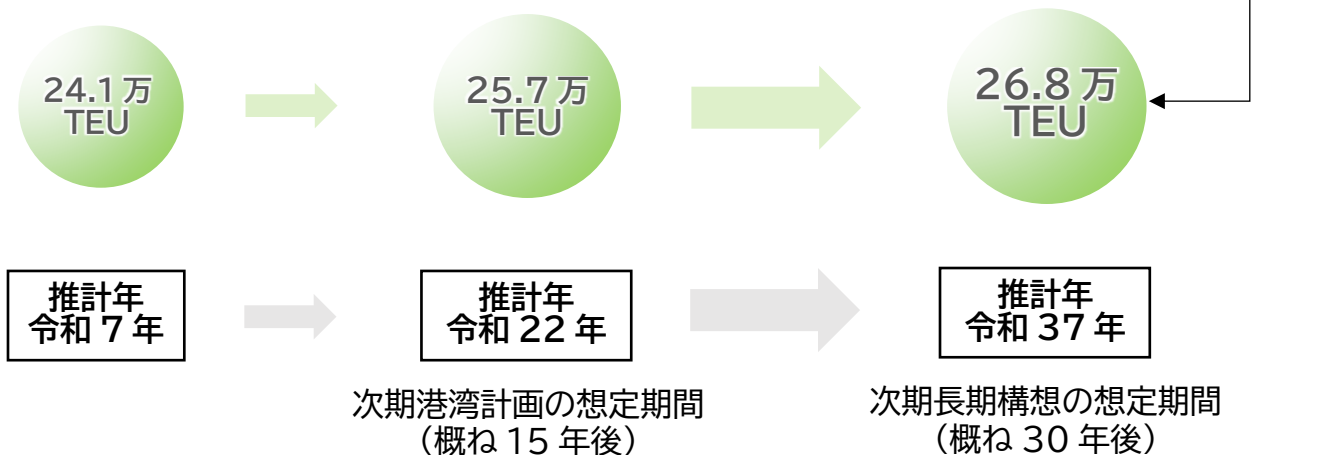 24.1万
TEU
25.7万
TEU
26.8万
TEU
推計年
令和7年
推計年
令和22年
推計年
令和37年
次期港湾計画の想定期間
（概ね15年後）
次期長期構想の想定期間
（概ね30年後）